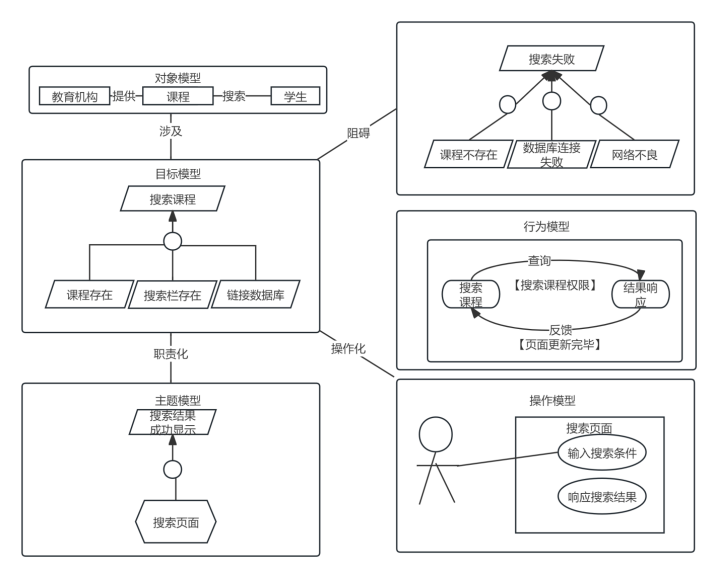 对象模型
教育机构
提供
课程
搜索
学生
涉及
目标模型
搜索课程
课程存在
搜索栏存在
链接数据库
职责化
主题模型
搜索结果
成功显示
搜索页面
阻碍
搜索失败
课程不存在
数据库连接
失败
网络不良
行为模型
查询
搜索
课程
【搜索课程权限】
结果响
应
反馈
【页面更新完毕】
操作化
操作模型
搜索页面
输入搜索条件
响应搜索结果